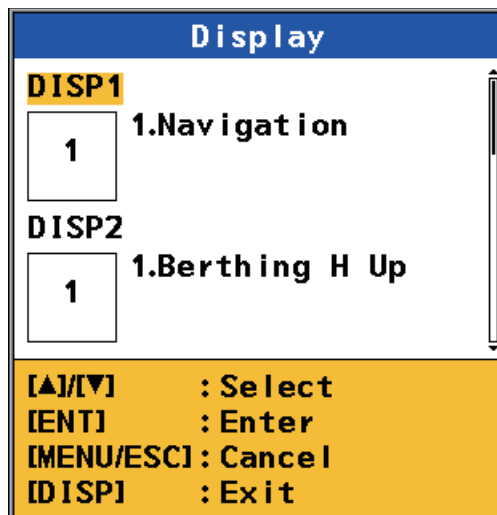 Display
DISP1
1
1.Navigation
DISP2
1
1.Berthing H Up
[▲]/[▼] :Select
[ENT] :Enter
[MENU/ESC]:Cancel
[DISP] :Exit